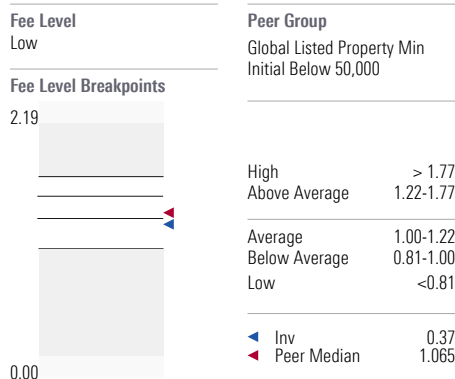 Fee Level
Low
Fee Level Breakpoints
2.19
0.00
Peer Group
Global Listed Property Min
Initial Below 50,000
High > 1.77
Above Average 1.22-1.77
Average 1.00-1.22
Below Average 0.81-1.00
Low <0.81
Inv 0.37
Peer Median 1.065